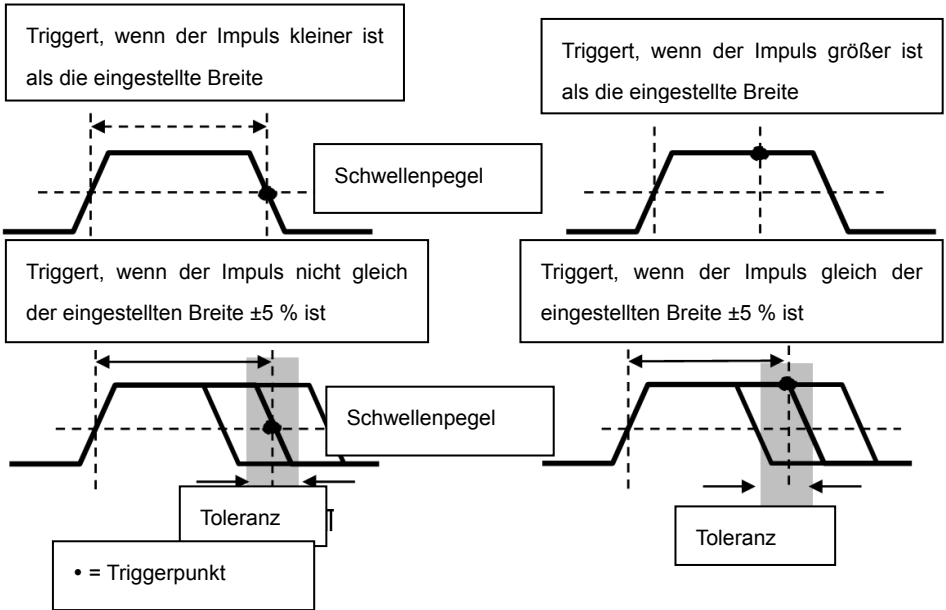 Triggert, wenn der Impuls kleiner ist
als die eingestellte Breite
Triggert, wenn der Impuls größer ist
als die eingestellte Breite
Schwellenpegel
Triggert, wenn der Impuls nicht gleich
der eingestellten Breite ±5 % ist
Triggert, wenn der Impuls gleich der
eingestellten Breite ±5 % ist
Schwellenpegel
Toleranz
Toleranz
• = Triggerpunkt